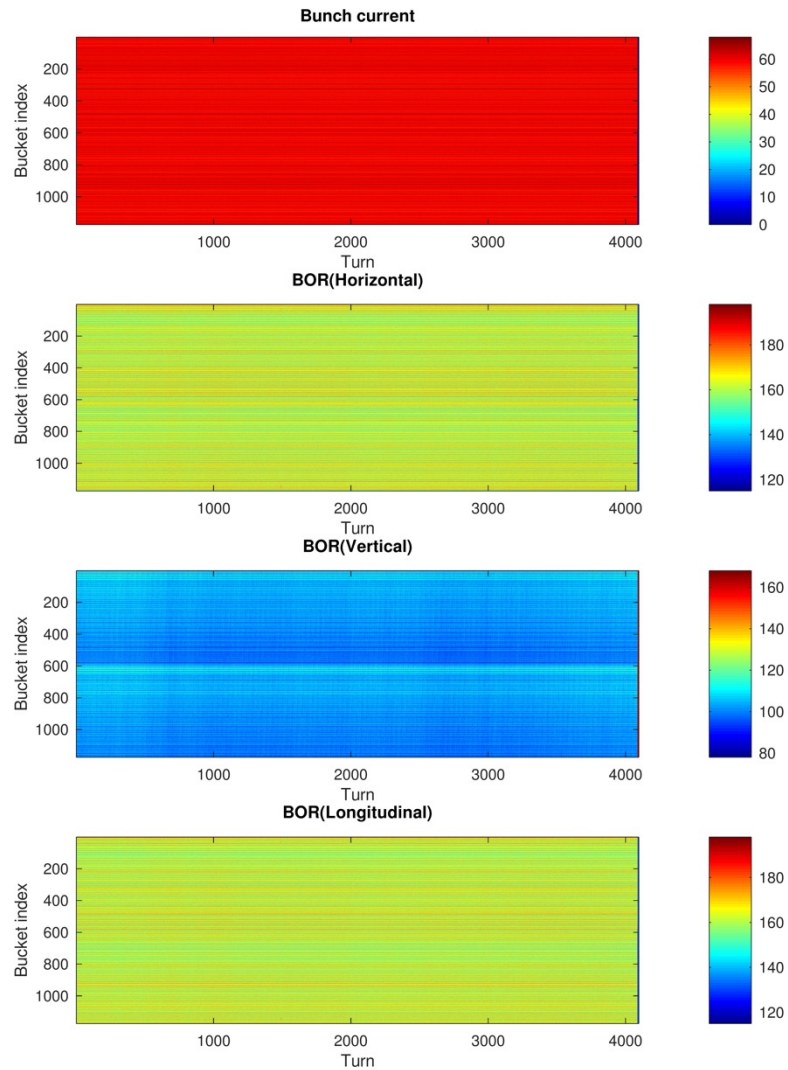 Bunch current
Bucket index
200
400
600
800
1000
1000 2000 3000 4000
Turn
60
50
40
30
20
10
0
BOR(Horizontal)
Bucket index
200
400
600
800
1000
1000 2000 3000 4000
Turn
180
160
140
120
BOR(Vertical)
Bucket index
200
400
600
800
1000
1000 2000 3000 4000
Turn
160
140
120
100
80
BOR(Longitudinal)
Bucket index
200
400
600
800
1000
1000 2000 3000 4000
Turn
180
160
140
120